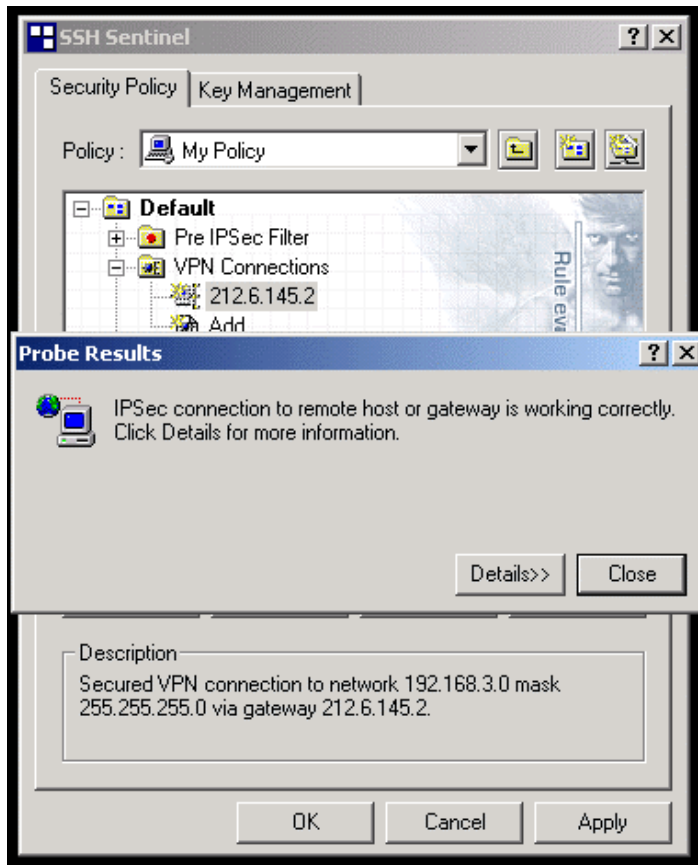 SSH Sentinel
Security Policy
Key Management
Policy :
My Policy
Default
Pre IPSec Filter
VPN Connections
212.6.145.2
Add
Rule eva
Probe Results
IPSec connection to remote host or gateway is working correctly.
Click Details for more information.
Details>>
Close
Description
Secured VPN connection to network 192.168.3.0 mask
255.255.255.0 via gateway 212.6.145.2.
OK
Cancel
Apply